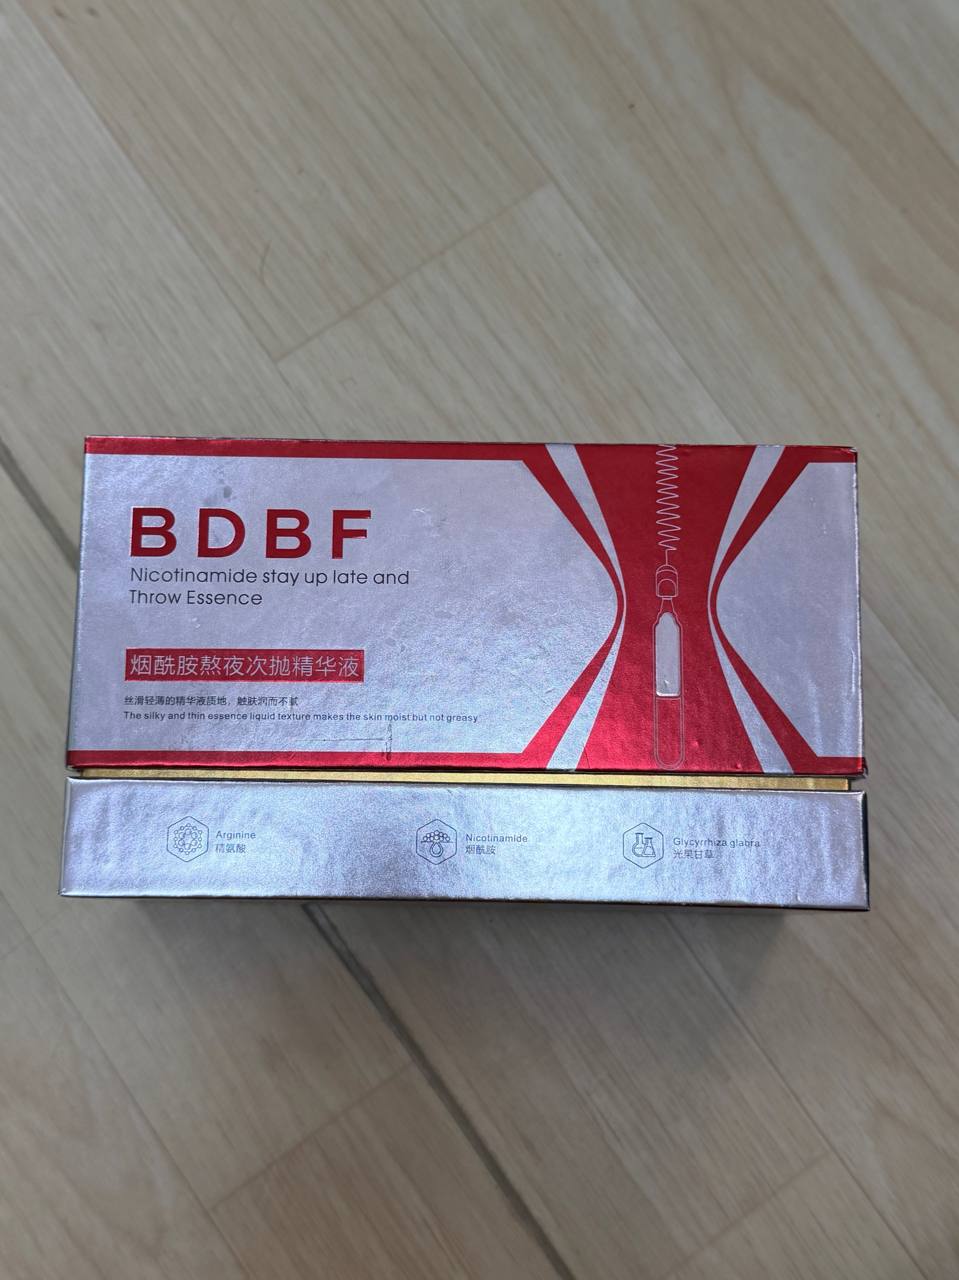 BDBF
Nicotinamide stay up late and
Throw Essence
烟酰胺熬夜次抛精华液
丝滑轻薄的精华液质地，触肤润而不腻
The silky and thin essence liquid texture makes the skin moist but not greasy
Arginine
精氨酸
Nicotinamide
烟酰胺
Glycyrrhiza glabra
光果甘草